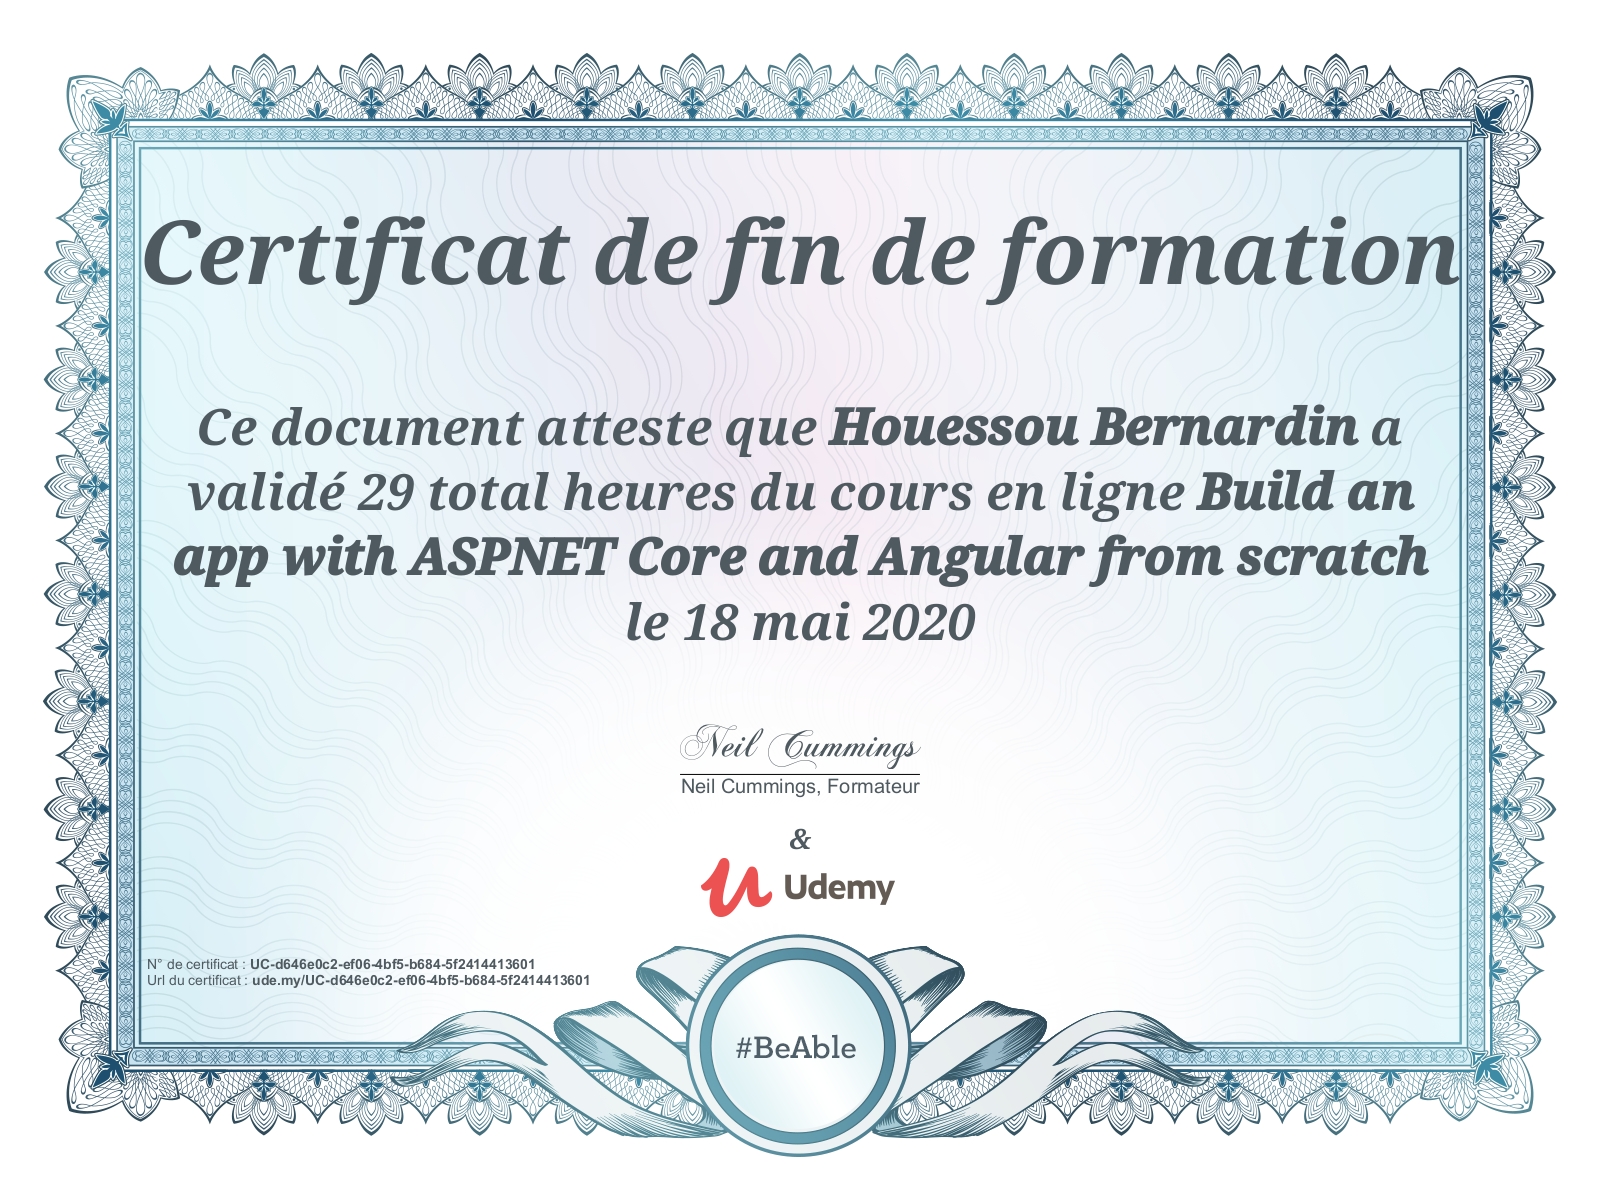 Certificat de fin de formation
Ce document atteste que Houessou Bernardin a
validé 29 total heures du cours en ligne Build an
app with ASPNET Core and Angular from scratch
le 18 mai 2020
Neil Cummings
Neil Cummings, Formateur
&
Udemy
N° de certificat : UC-d646e0c2-ef06-4bf5-b684-5f2414413601
Url du certificat : ude.my/UC-d646e0c2-ef06-4bf5-b684-5f2414413601
#BeAble